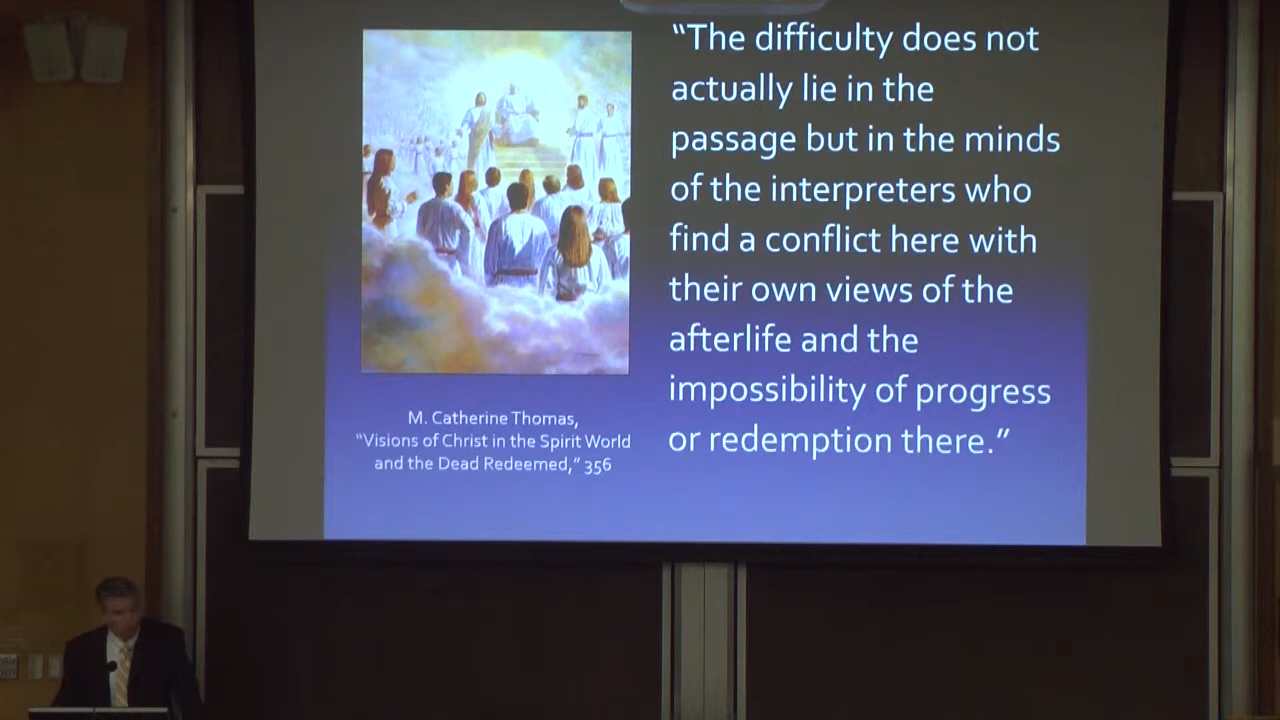 “The difficulty does not
actually lie in the
passage but in the minds
of the interpreters who
find a conflict here with
their own views of the
afterlife and the
impossibility of progress
or redemption there.”
M. Catherine Thomas,
“Visions of Christ in the Spirit World
and the Dead Redeemed,” 356